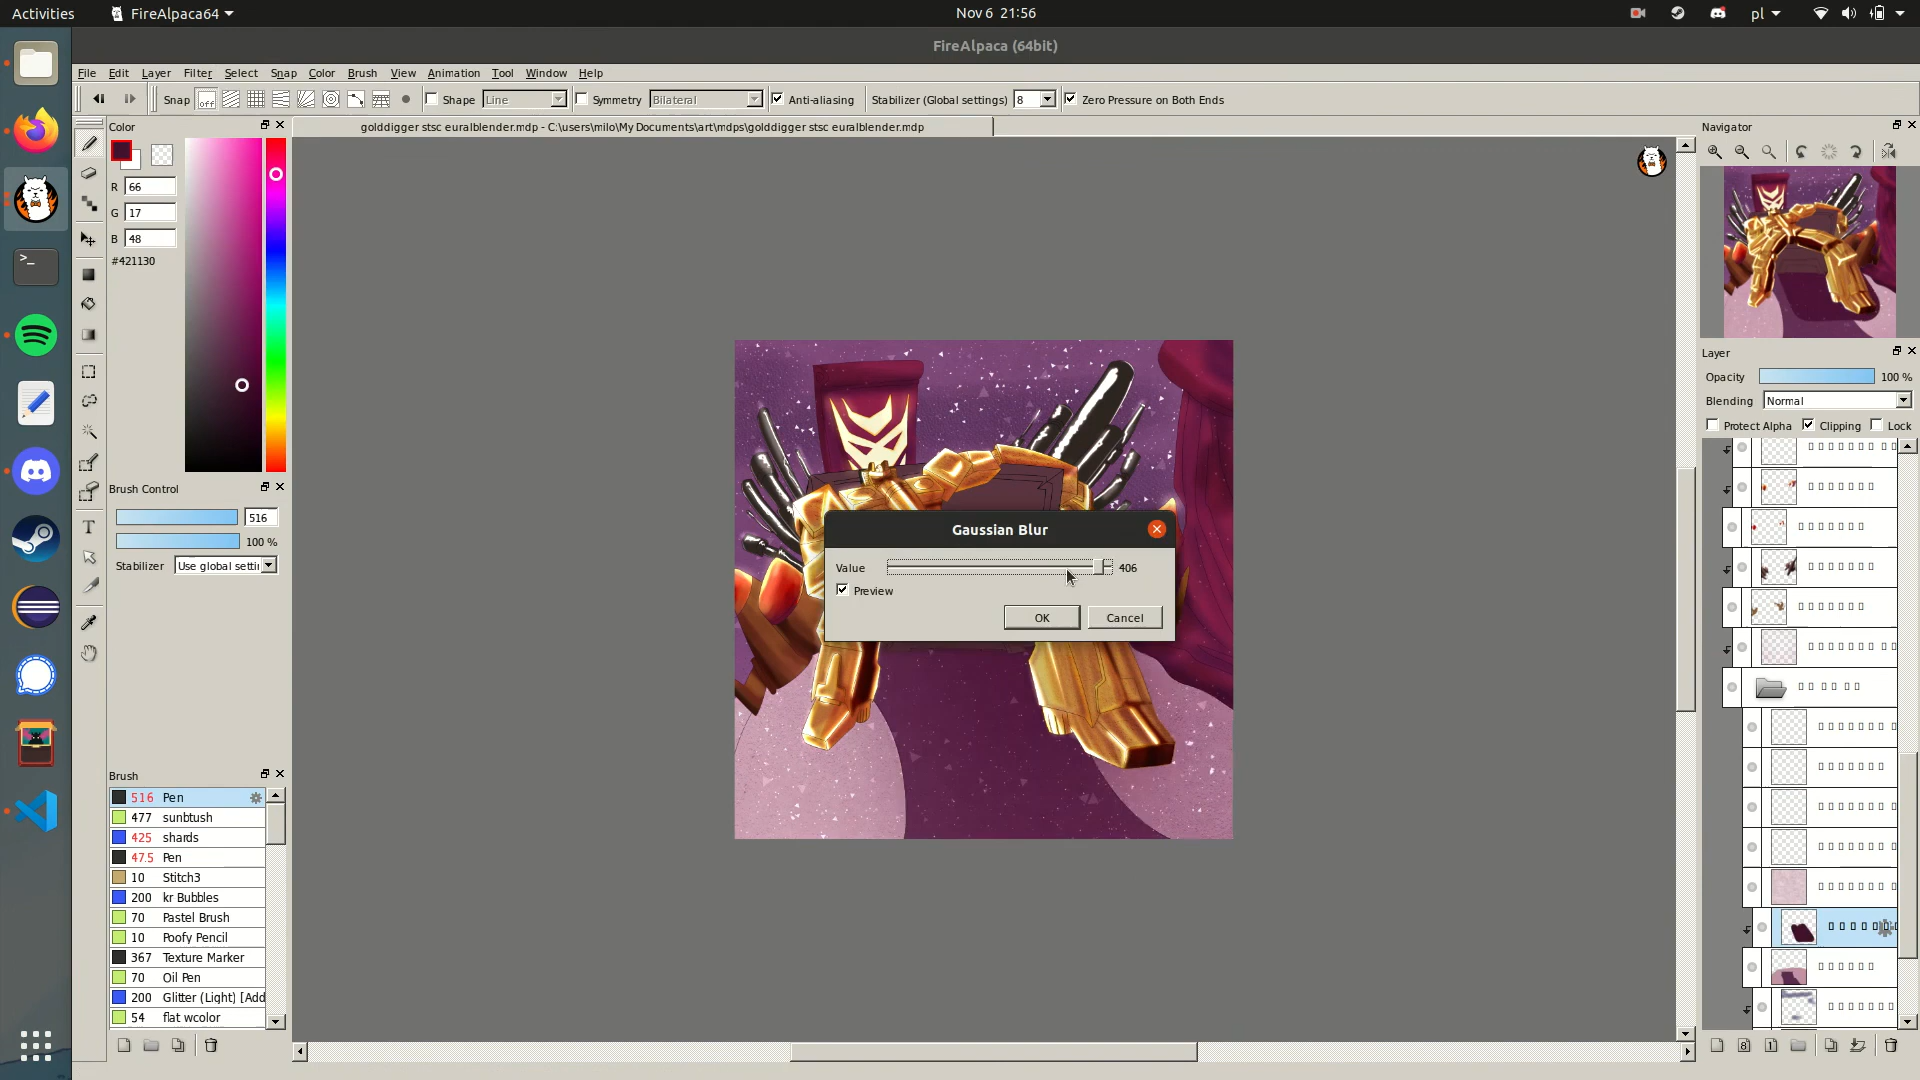 Activities
FireAlpaca64
Nov 6 21:56
pl
FireAlpaca (64bit)
File Edit Layer Filter Select Snap Color Brush View Animation Tool Window Help
Snap off Shape Line Symmetry Bilateral Anti-aliasing Stabilizer (Global settings) 8 Zero Pressure on Both Ends
Color
golddigger stsc euralblender.mdp - C:\users\milo\My Documents\art\mdps\golddigger stsc euralblender.mdp
Navigator
R 66
G 17
B 48
#421130
Layer
Opacity 100 %
Blending Normal
Protect Alpha Clipping Lock
Brush Control
516
100 %
Stabilizer Use global settin
Gaussian Blur
Value 406
Preview
OK Cancel
Brush
516 Pen
477 sunbtush
425 shards
47.5 Pen
10 Stitch3
200 kr Bubbles
70 Pastel Brush
10 Poofy Pencil
367 Texture Marker
70 Oil Pen
200 Glitter (Light) [Add
54 flat wcolor